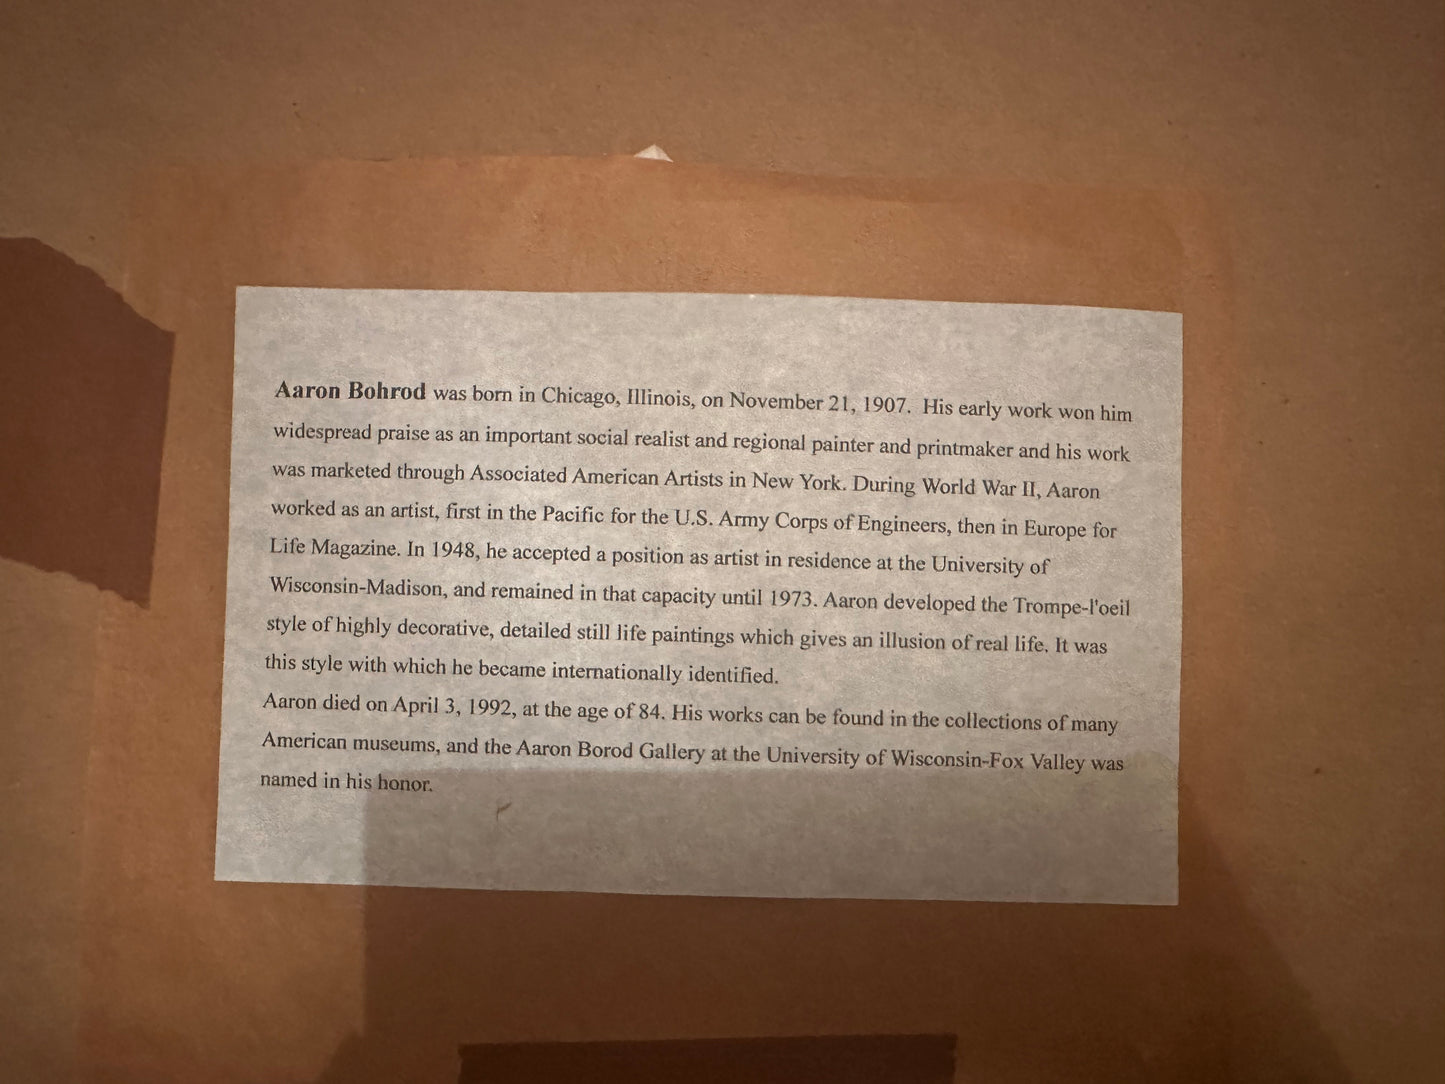 Aaron Bohrod was born in Chicago, Illinois, on November 21, 1907.  His early work won him
widespread praise as an important social realist and regional painter and printmaker and his work
was marketed through Associated American Artists in New York. During World War II, Aaron
worked as an artist, first in the Pacific for the U.S. Army Corps of Engineers, then in Europe for
Life Magazine. In 1948, he accepted a position as artist in residence at the University of
Wisconsin-Madison, and remained in that capacity until 1973. Aaron developed the Trompe-l'oeil
style of highly decorative, detailed still life paintings which gives an illusion of real life. It was
this style with which he became internationally identified.
Aaron died on April 3, 1992, at the age of 84. His works can be found in the collections of many
American museums, and the Aaron Borod Gallery at the University of Wisconsin-Fox Valley was
named in his honor.